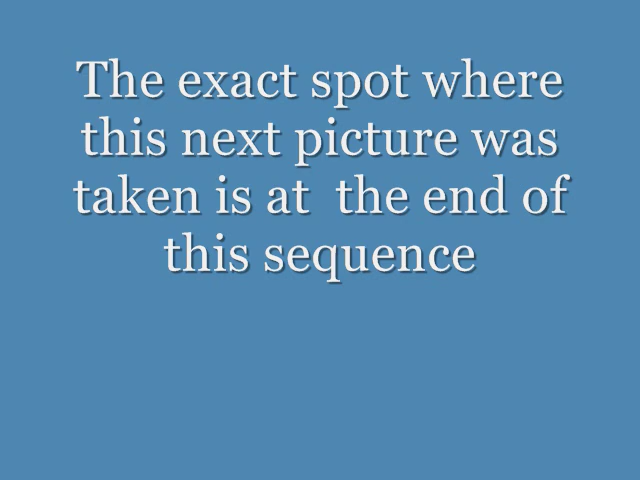 The exact spot where
this next picture was
taken is at  the end of
this sequence